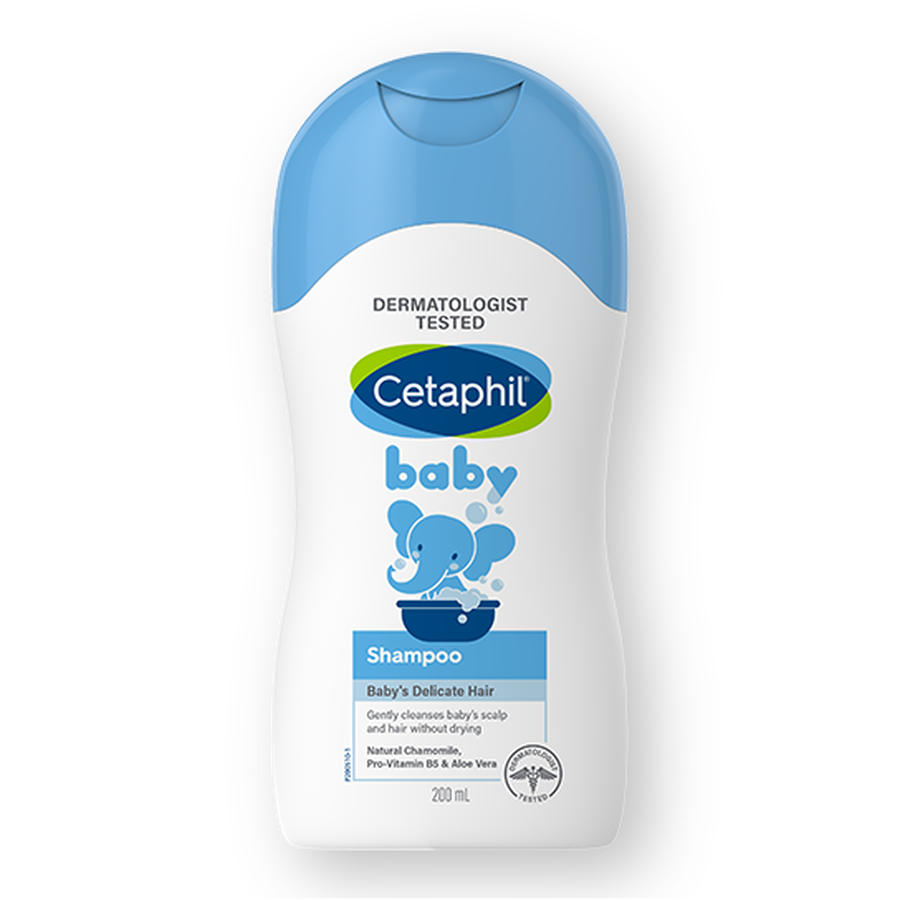 DERMATOLOGIST
TESTED
Cetaphil®
baby
Shampoo
Baby's Delicate Hair
Gently cleanses baby's scalp
and hair without drying
Natural Chamomile,
Pro-Vitamin B5 & Aloe Vera
DERMATOLOGIST
TESTED
200 mL